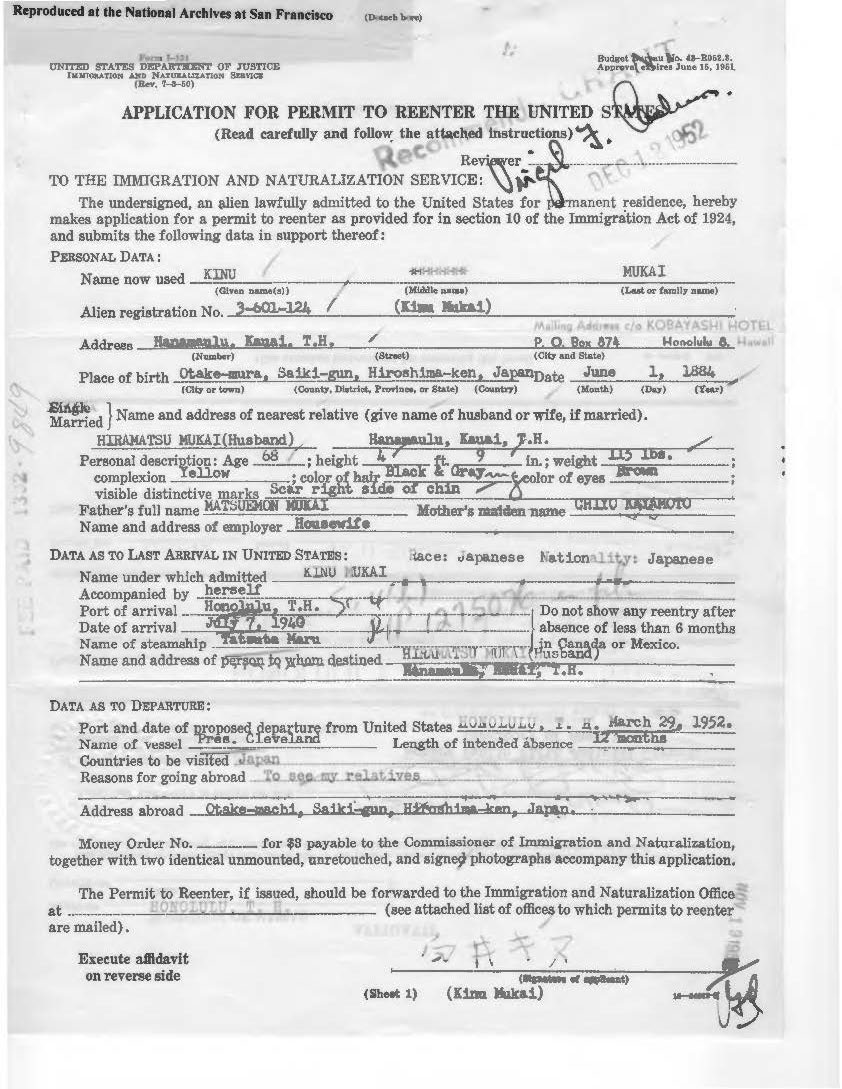 Reproduced at the National Archives at San Francisco (Detach here)
Form I-131
UNITED STATES DEPARTMENT OF JUSTICE
IMMIGRATION AND NATURALIZATION SERVICE
(Rev. 7-3-50)
Budget Bureau No. 43-R052.2.
Approval expires June 15, 1951.
APPLICATION FOR PERMIT TO REENTER THE UNITED STATES
(Read carefully and follow the attached instructions)
Recommend GRANT
Reviewer Virgil F.
DEC 12 1952
TO THE IMMIGRATION AND NATURALIZATION SERVICE:
The undersigned, an alien lawfully admitted to the United States for permanent residence, hereby
makes application for a permit to reenter as provided for in section 10 of the Immigration Act of 1924,
and submits the following data in support thereof:
PERSONAL DATA:
Name now used KINU ******* MUKAI
(Given name(s)) (Middle name) (Last or family name)
Alien registration No. 3-601-124 (Kinu Mukai)
Mailing Address c/o KOBAYASHI HOTEL
Address Hanamaulu, Kauai, T.H. P. O. Box 874 Honolulu 8, Hawaii
(Number) (Street) (City and State)
Place of birth Otake-mura, Saiki-gun, Hiroshima-ken, Japan Date June 1, 1884
(City or town) (County, District, Province, or State) (Country) (Month) (Day) (Year)
Single
Married } Name and address of nearest relative (give name of husband or wife, if married).
HIRAMATSU MUKAI(Husband) Hanamaulu, Kauai, T.H.
Personal description: Age 68; height 4 ft. 9 in.; weight 115 lbs.;
complexion Yellow; color of hair Black & Gray; color of eyes Brown;
visible distinctive marks Scar right side of chin
Father's full name MATSUEMON MUKAI Mother's maiden name CHIYO KAYAMOTO
Name and address of employer Housewife
DATA AS TO LAST ARRIVAL IN UNITED STATES: Race: Japanese Nationality: Japanese
Name under which admitted KINU MUKAI
Accompanied by herself
Port of arrival Honolulu, T.H.
Date of arrival July 7, 1940
Name of steamship Tatsuta Maru
Do not show any reentry after
absence of less than 6 months
in Canada or Mexico.
Name and address of person to whom destined HIRAMATSU MUKAI(Husband)
Hanamaulu, KAUAI, T.H.
DATA AS TO DEPARTURE:
Port and date of proposed departure from United States HONOLULU, T. H. March 29, 1952.
Name of vessel Pres. Cleveland Length of intended absence 12 months
Countries to be visited Japan
Reasons for going abroad To see my relatives
Address abroad Otake-machi, Saiki-gun, Hiroshima-ken, Japan.
Money Order No. for $3 payable to the Commissioner of Immigration and Naturalization,
together with two identical unmounted, unretouched, and signed photographs accompany this application.
The Permit to Reenter, if issued, should be forwarded to the Immigration and Naturalization Office
at HONOLULU, T. H. (see attached list of offices to which permits to reenter
are mailed).
Execute affidavit
on reverse side
向井キヌ
(Signature of applicant)
(Sheet 1) (Kinu Mukai)
FEE PAID 13-2-9849